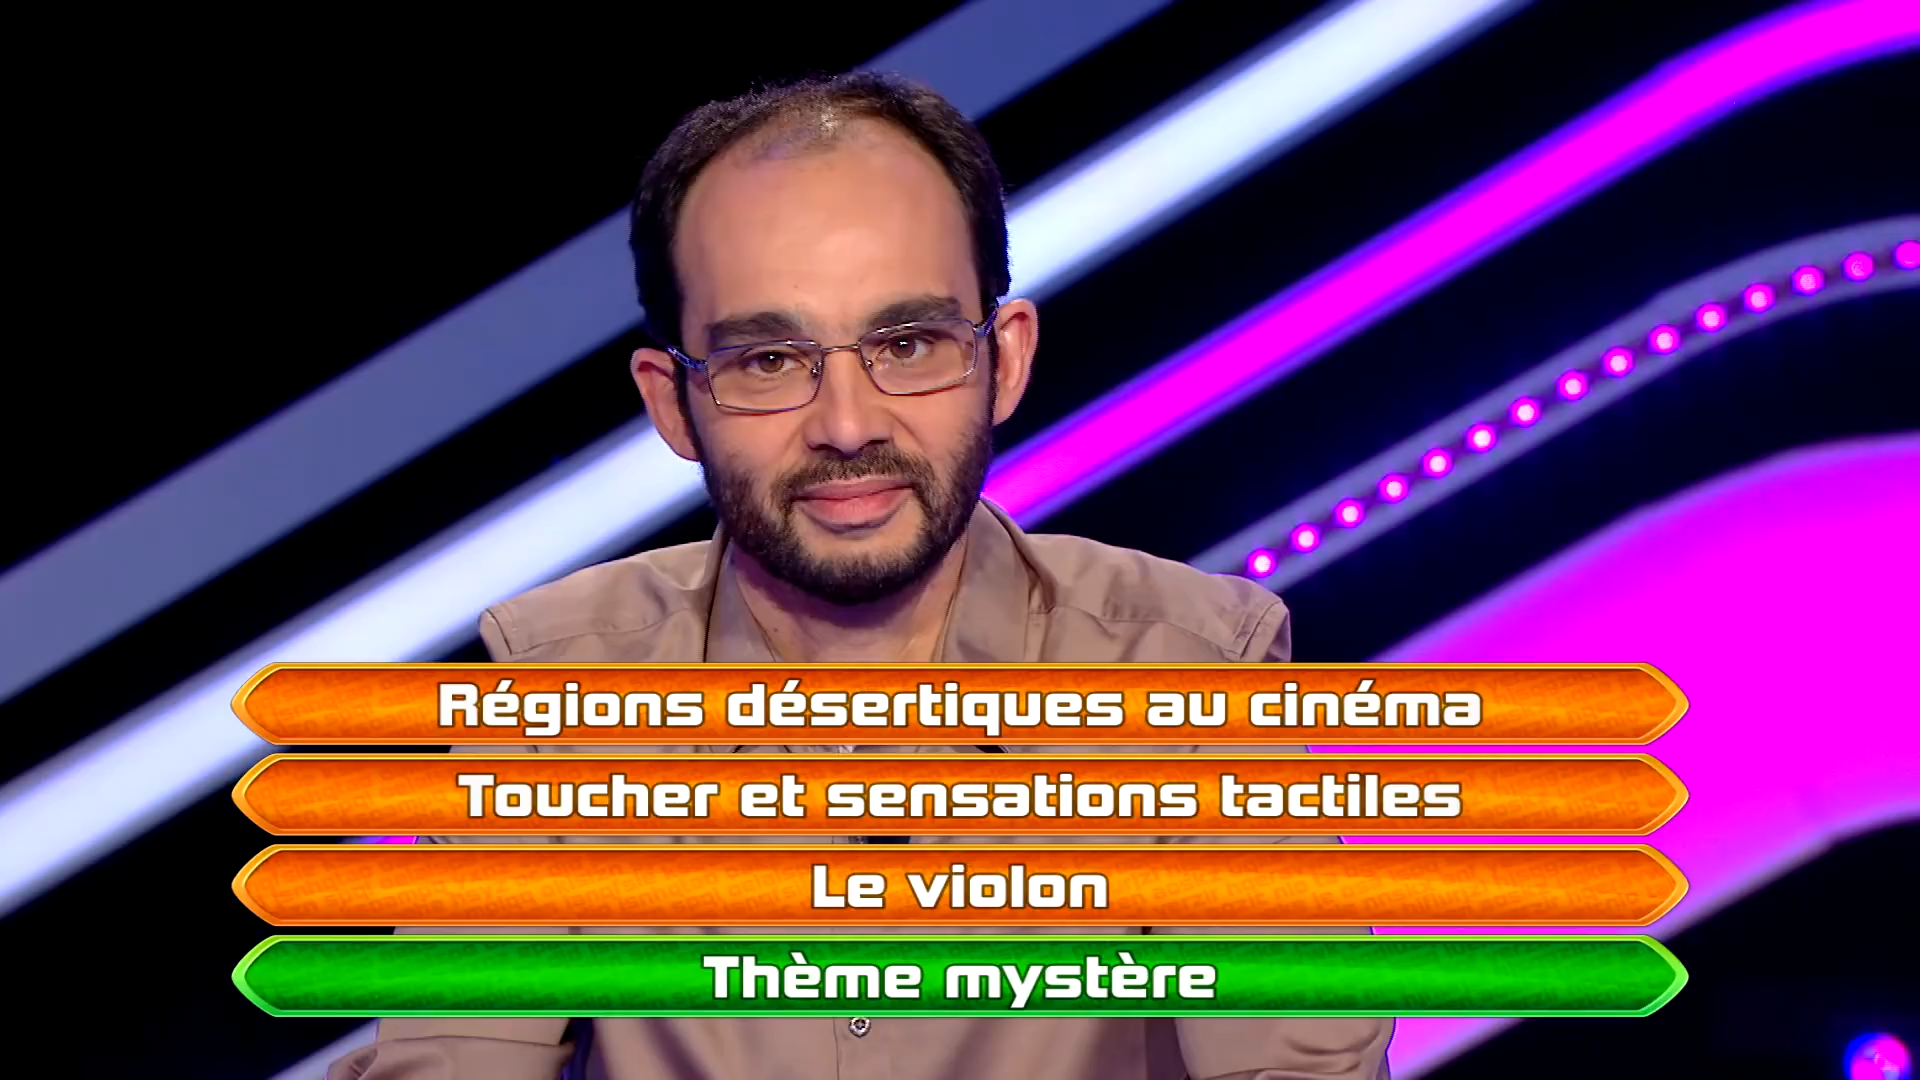 Régions désertiques au cinéma
Toucher et sensations tactiles
Le violon
Thème mystère